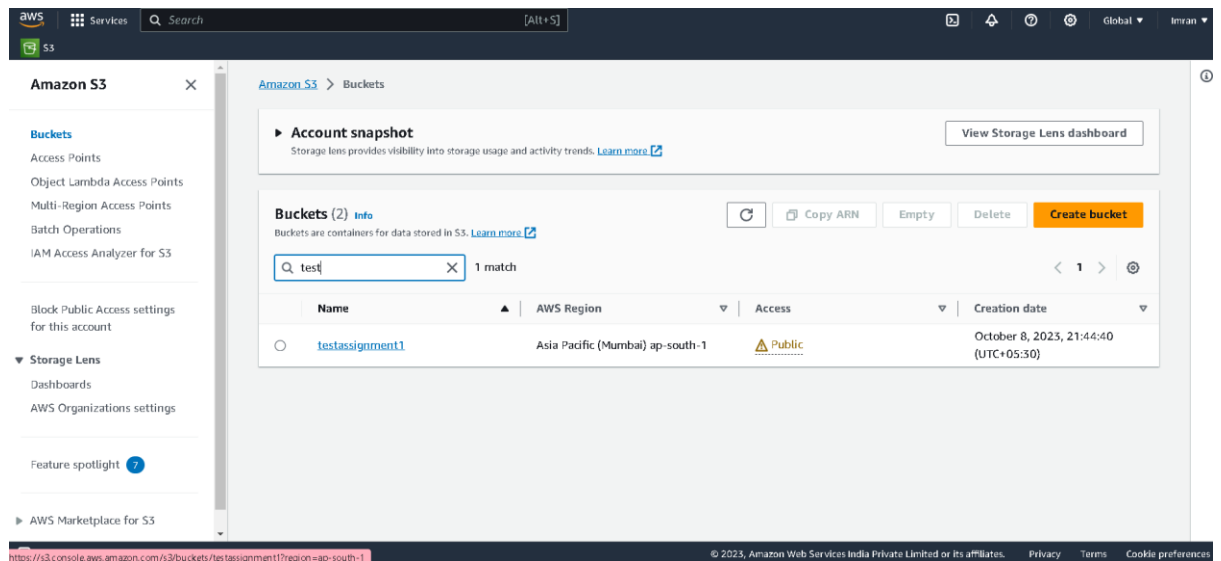 aws
Services
Search
[Alt+S]
Global
Imran
S3
Amazon S3
Buckets
Access Points
Object Lambda Access Points
Multi-Region Access Points
Batch Operations
IAM Access Analyzer for S3
Block Public Access settings
for this account
Storage Lens
Dashboards
AWS Organizations settings
Feature spotlight 7
AWS Marketplace for S3
https://s3.console.aws.amazon.com/s3/buckets/testassignment1?region=ap-south-1
Amazon S3 > Buckets
Account snapshot
Storage lens provides visibility into storage usage and activity trends. Learn more
View Storage Lens dashboard
Buckets (2) Info
Buckets are containers for data stored in S3. Learn more
Copy ARN
Empty
Delete
Create bucket
test
1 match
1
Name
AWS Region
Access
Creation date
testassignment1
Asia Pacific (Mumbai) ap-south-1
Public
October 8, 2023, 21:44:40
(UTC+05:30)
© 2023, Amazon Web Services India Private Limited or its affiliates.
Privacy
Terms
Cookie preferences